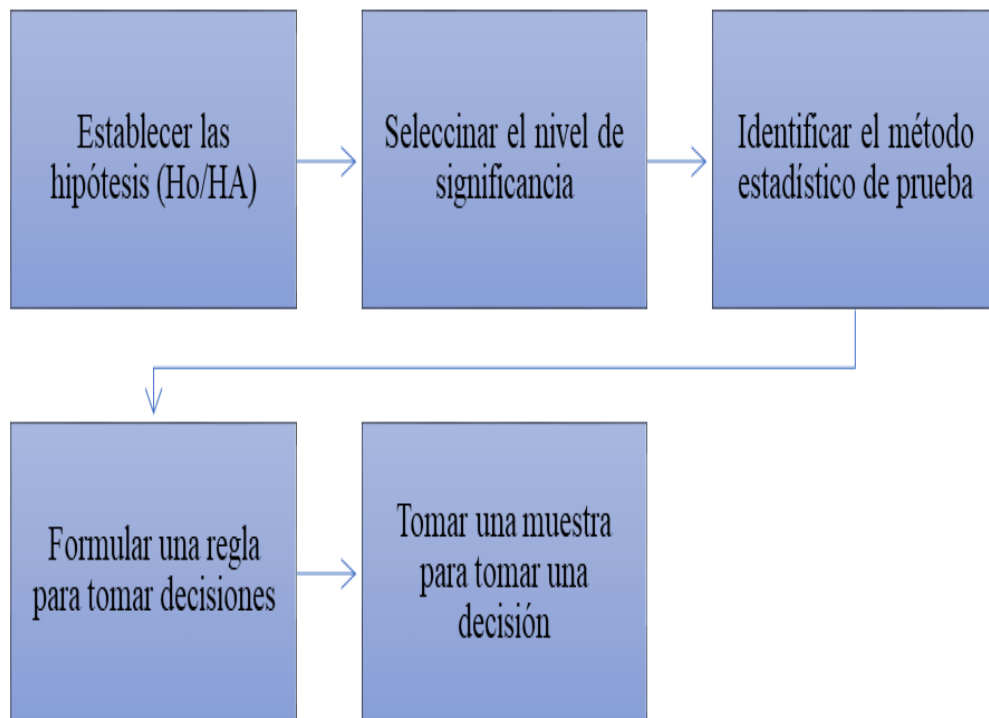 Establecer las
hipótesis (Ho/HA)
Seleccinar el nivel de
significancia
Identificar el método
estadístico de prueba
Formular una regla
para tomar decisiones
Tomar una muestra
para tomar una
decisión